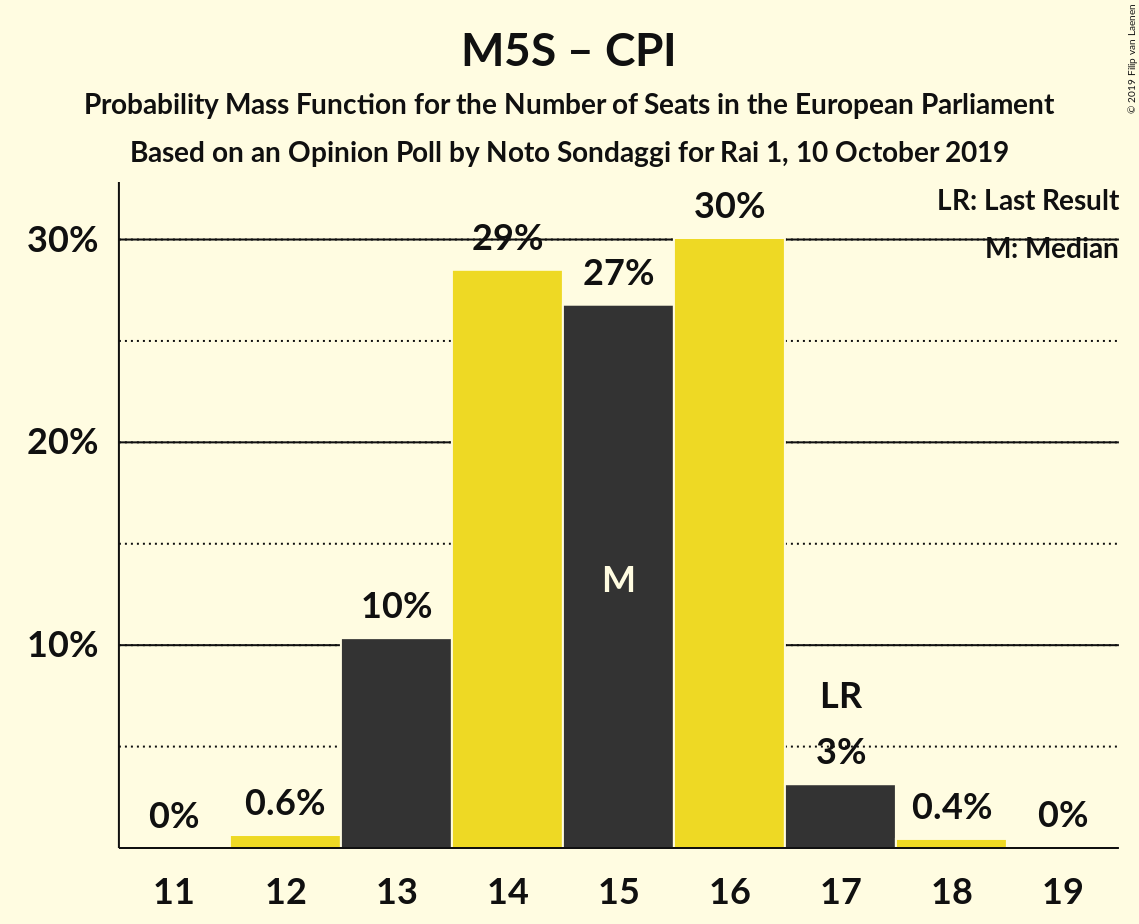 M5S – CPI
Probability Mass Function for the Number of Seats in the European Parliament
Based on an Opinion Poll by Noto Sondaggi for Rai 1, 10 October 2019
© 2019 Filip van Laenen
LR: Last Result
M: Median
30%
20%
10%
0%
0.6%
10%
29%
27%
30%
LR
3%
0.4%
0%
M
11 12 13 14 15 16 17 18 19